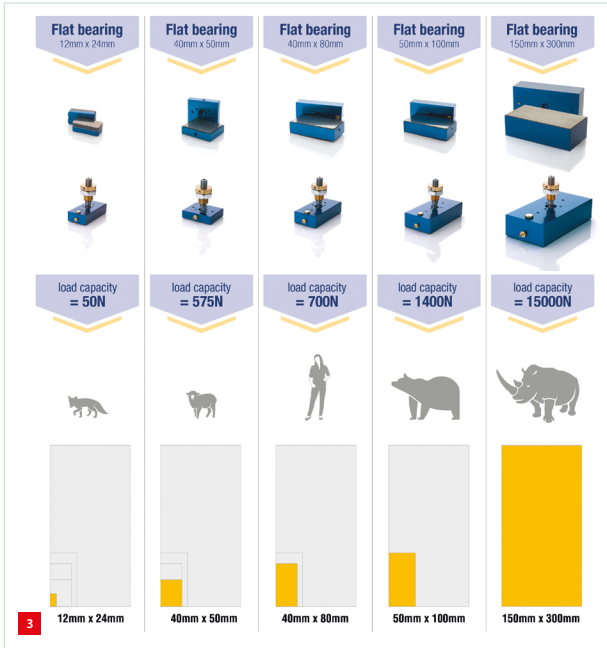 Flat bearing
12mm x 24mm
Flat bearing
40mm x 50mm
Flat bearing
40mm x 80mm
Flat bearing
50mm x 100mm
Flat bearing
150mm x 300mm
load capacity
= 50N
load capacity
= 575N
load capacity
= 700N
load capacity
= 1400N
load capacity
= 15000N
3
12mm x 24mm
40mm x 50mm
40mm x 80mm
50mm x 100mm
150mm x 300mm